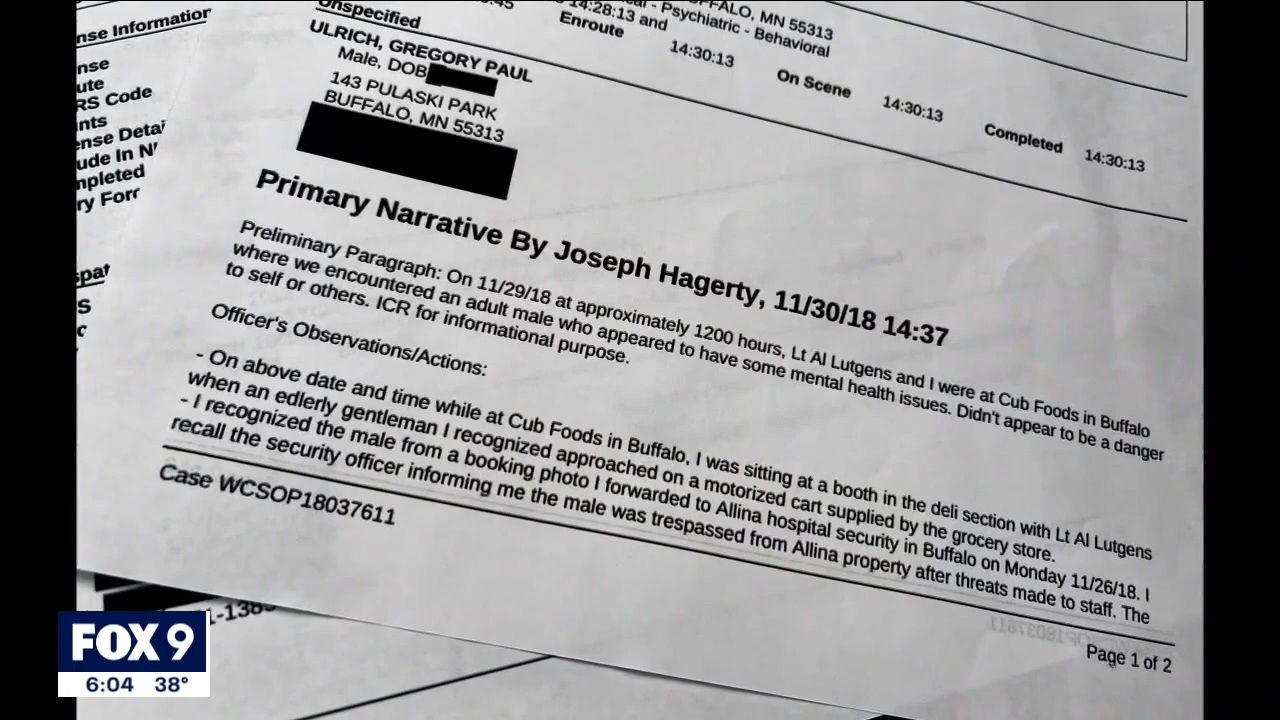 nse Information
nse
ute
RS Code
nts
ense Detai
ude In NI
mpleted
ry Forr
spat
S
:45
14:28:13 and
FFALO, MN 55313
cal - Psychiatric - Behavioral
Unspecified
Enroute 14:30:13 On Scene 14:30:13 Completed 14:30:13
ULRICH, GREGORY PAUL
Male, DOB
143 PULASKI PARK
BUFFALO, MN 55313
Primary Narrative By Joseph Hagerty, 11/30/18 14:37
Preliminary Paragraph: On 11/29/18 at approximately 1200 hours, Lt Al Lutgens and I were at Cub Foods in Buffalo
where we encountered an adult male who appeared to have some mental health issues. Didn't appear to be a danger
to self or others. ICR for informational purpose.
Officer's Observations/Actions:
- On above date and time while at Cub Foods in Buffalo, I was sitting at a booth in the deli section with Lt Al Lutgens
when an edlerly gentleman I recognized approached on a motorized cart supplied by the grocery store.
- I recognized the male from a booking photo I forwarded to Allina hospital security in Buffalo on Monday 11/26/18. I
recall the security officer informing me the male was trespassed from Allina property after threats made to staff. The
Case WCSOP18037611
Page 1 of 2
FOX 9
6:04 38°